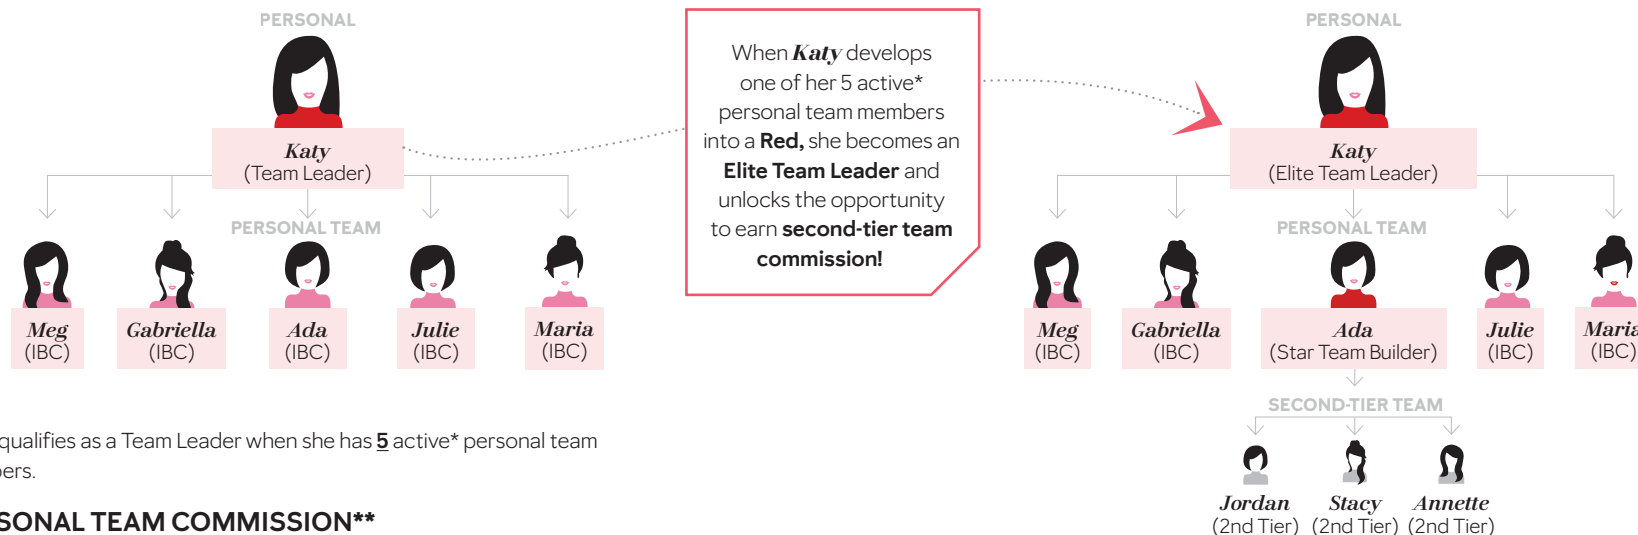 PERSONAL
Katy
(Team Leader)
PERSONAL TEAM
Meg
(IBC)
Gabriella
(IBC)
Ada
(IBC)
Julie
(IBC)
Maria
(IBC)
qualifies as a Team Leader when she has 5 active* personal team
bers.
SONAL TEAM COMMISSION**
When Katy develops
one of her 5 active*
personal team members
into a Red, she becomes an
Elite Team Leader and
unlocks the opportunity
to earn second-tier team
commission!
PERSONAL
Katy
(Elite Team Leader)
PERSONAL TEAM
Meg
(IBC)
Gabriella
(IBC)
Ada
(Star Team Builder)
Julie
(IBC)
Maria
(IBC)
SECOND-TIER TEAM
Jordan
(2nd Tier)
Stacy
(2nd Tier)
Annette
(2nd Tier)